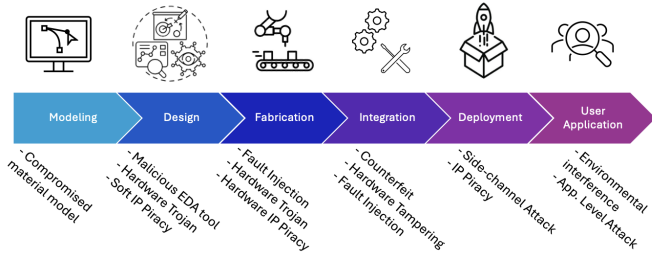 Modeling
Design
Fabrication
Integration
Deployment
User
Application
- Compromised
material model
- Malicious EDA tool
- Hardware Trojan
- Soft IP Piracy
- Fault Injection
- Hardware Trojan
- Hardware IP Piracy
- Counterfeit
- Hardware Tampering
- Fault Injection
- Side-channel Attack
- IP Piracy
- Environmental
interference
- App. Level Attack